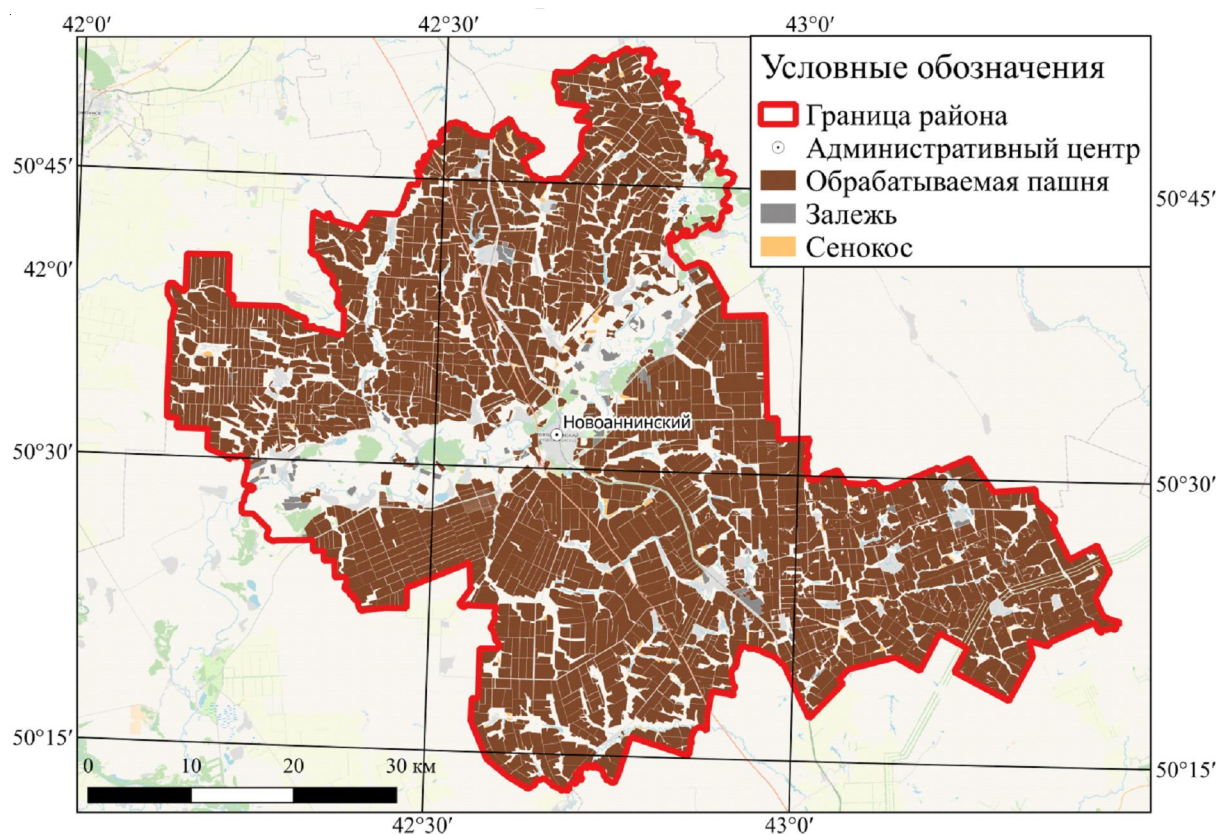 42°0′
42°30′
43°0′
Условные обозначения
Граница района
Административный центр
Обрабатываемая пашня
Залежь
Сенокос
50°45′
50°45′
42°0′
Новоаннинский
50°30′
50°30′
50°15′
50°15′
0 10 20 30 км
42°30′
43°0′